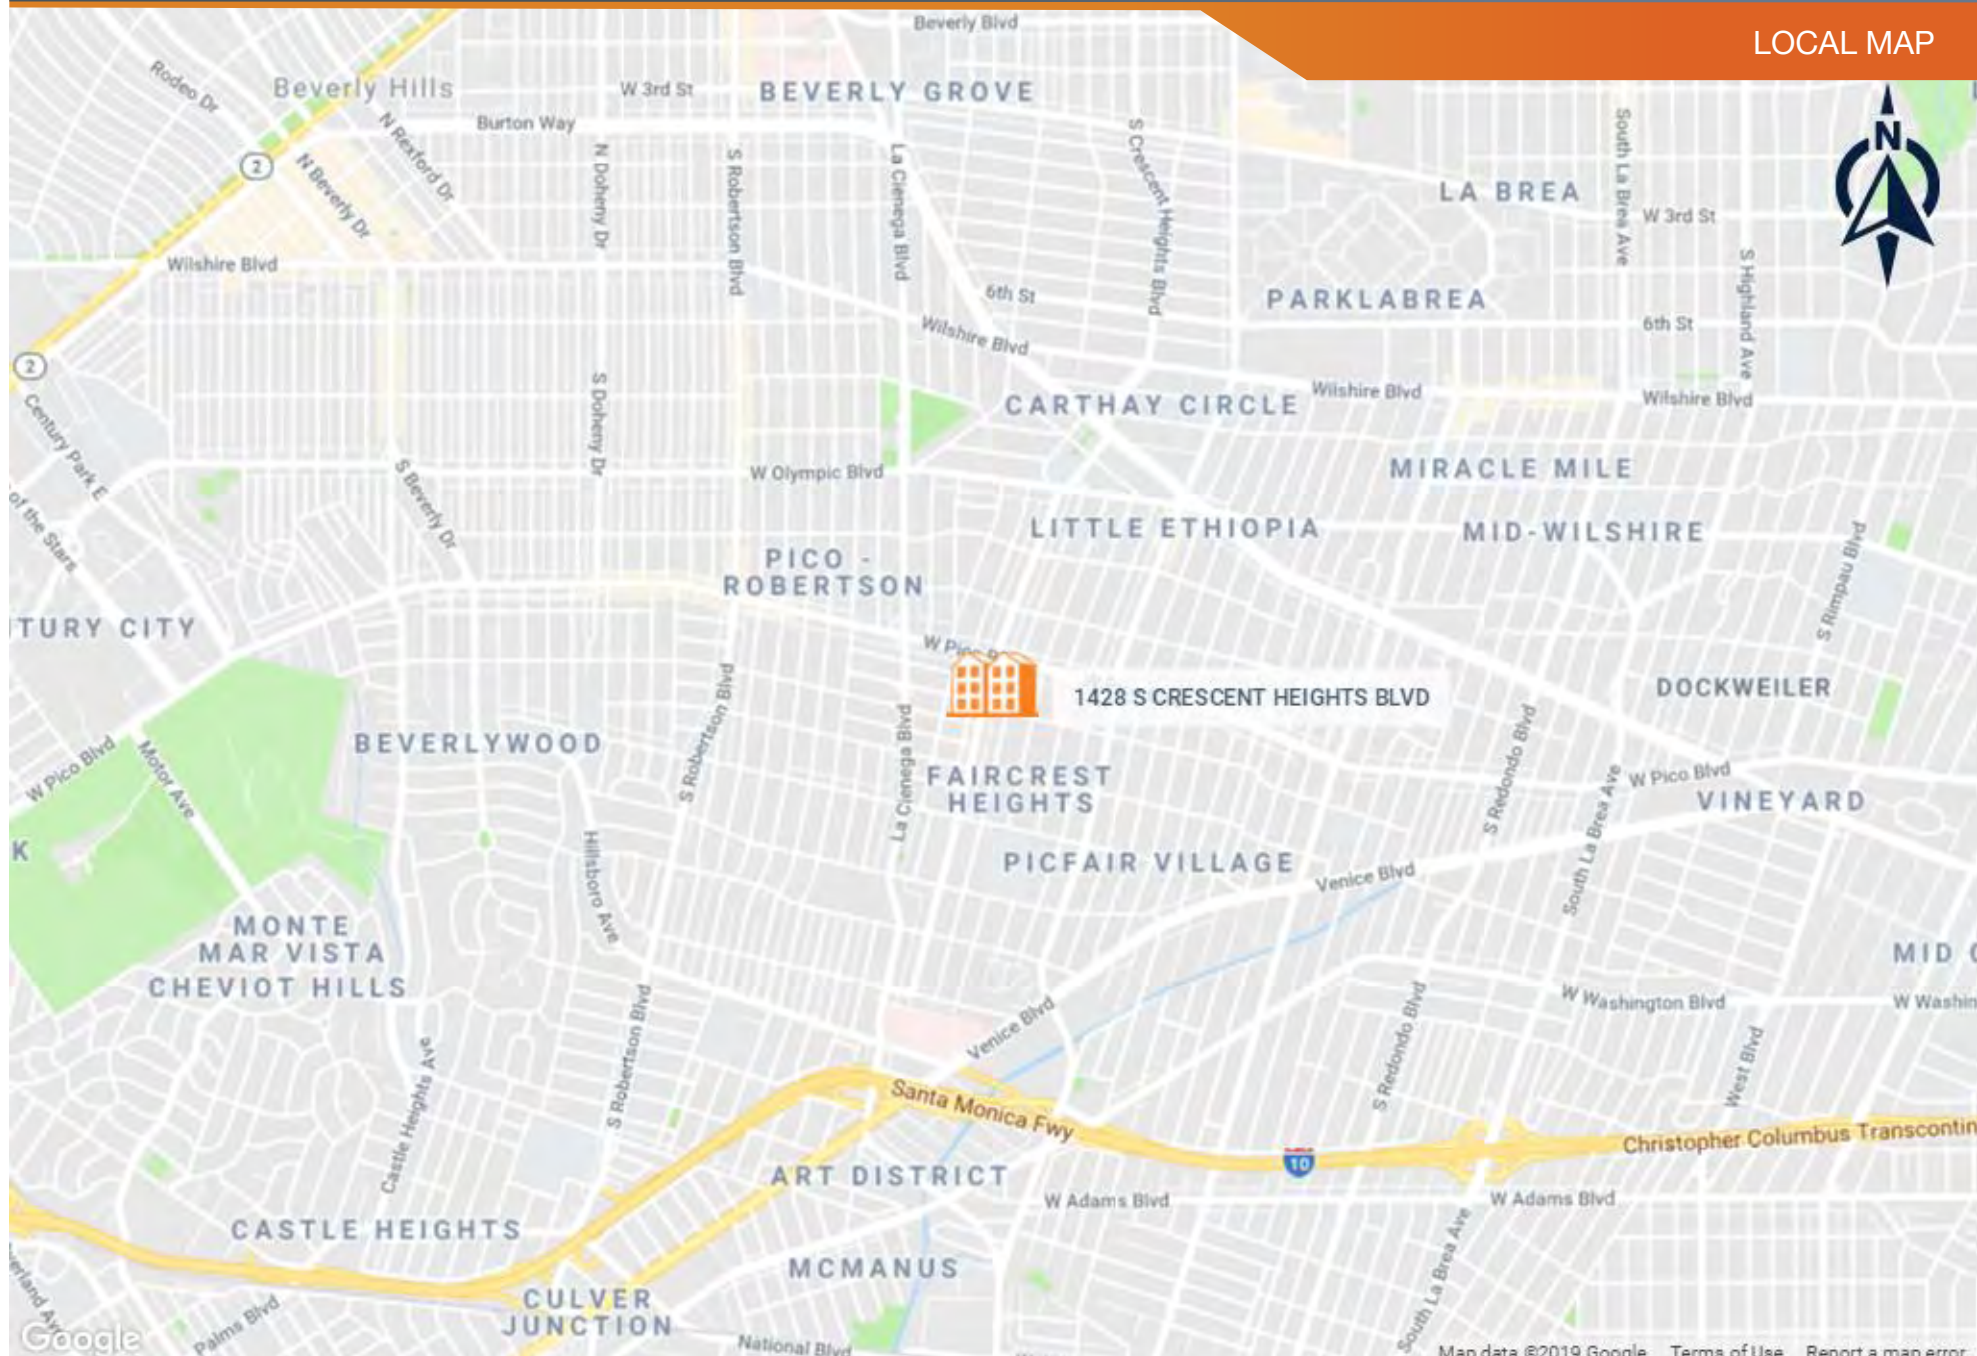 LOCAL MAP
Beverly Blvd
Rodeo Dr
Beverly Hills
W 3rd St
BEVERLY GROVE
N Rexford Dr
Burton Way
S Crescent Heights Blvd
South La Brea Ave
N
2
N Beverly Dr
N Doheny Dr
S Robertson Blvd
La Cienega Blvd
LA BREA
W 3rd St
Wilshire Blvd
6th St
PARKLABREA
S Highland Ave
6th St
Wilshire Blvd
2
Century Park E
S Doheny Dr
CARTHAY CIRCLE
Wilshire Blvd
Wilshire Blvd
S Beverly Dr
W Olympic Blvd
MIRACLE MILE
of the Stars
LITTLE ETHIOPIA
MID-WILSHIRE
PICO -
ROBERTSON
S Rimpau Blvd
TURY CITY
W Pico
1428 S CRESCENT HEIGHTS BLVD
DOCKWEILER
S Robertson Blvd
La Cienega Blvd
BEVERLYWOOD
W Pico Blvd
Motor Ave
S Redondo Blvd
FAIRCREST
HEIGHTS
South La Brea Ave
W Pico Blvd
VINEYARD
K
Hillsboro Ave
PICFAIR VILLAGE
Venice Blvd
MONTE
MAR VISTA
CHEVIOT HILLS
MID C
S Robertson Blvd
Venice Blvd
S Redondo Blvd
W Washington Blvd
W Washin
Castle Heights Ave
West Blvd
Santa Monica Fwy
Christopher Columbus Transcontin
10
ART DISTRICT
W Adams Blvd
W Adams Blvd
CASTLE HEIGHTS
South La Brea Ave
MCMANUS
erland Ave
CULVER
JUNCTION
Palms Blvd
Google
National Blvd
Map data ©2019 Google
Terms of Use
Report a map error